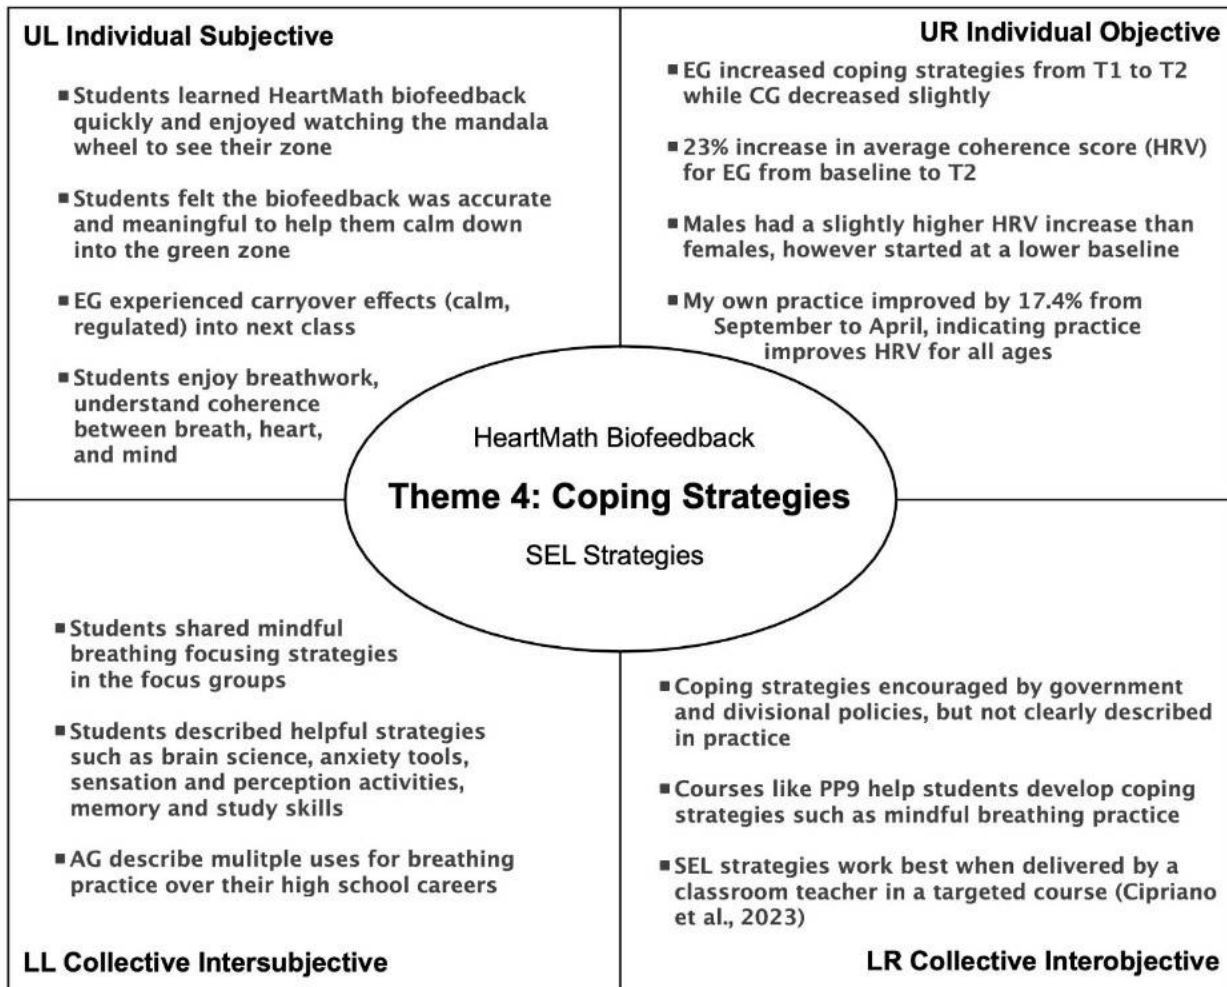 UL Individual Subjective
▪ Students learned HeartMath biofeedback
quickly and enjoyed watching the mandala
wheel to see their zone
▪ Students felt the biofeedback was accurate
and meaningful to help them calm down
into the green zone
▪ EG experienced carryover effects (calm,
regulated) into next class
▪ Students enjoy breathwork,
understand coherence
between breath, heart,
and mind
UR Individual Objective
▪ EG increased coping strategies from T1 to T2
while CG decreased slightly
▪ 23% increase in average coherence score (HRV)
for EG from baseline to T2
▪ Males had a slightly higher HRV increase than
females, however started at a lower baseline
▪ My own practice improved by 17.4% from
September to April, indicating practice
improves HRV for all ages
HeartMath Biofeedback
Theme 4: Coping Strategies
SEL Strategies
▪ Students shared mindful
breathing focusing strategies
in the focus groups
▪ Students described helpful strategies
such as brain science, anxiety tools,
sensation and perception activities,
memory and study skills
▪ AG describe mulitple uses for breathing
practice over their high school careers
LL Collective Intersubjective
▪ Coping strategies encouraged by government
and divisional policies, but not clearly described
in practice
▪ Courses like PP9 help students develop coping
strategies such as mindful breathing practice
▪ SEL strategies work best when delivered by a
classroom teacher in a targeted course (Cipriano
et al., 2023)
LR Collective Interobjective